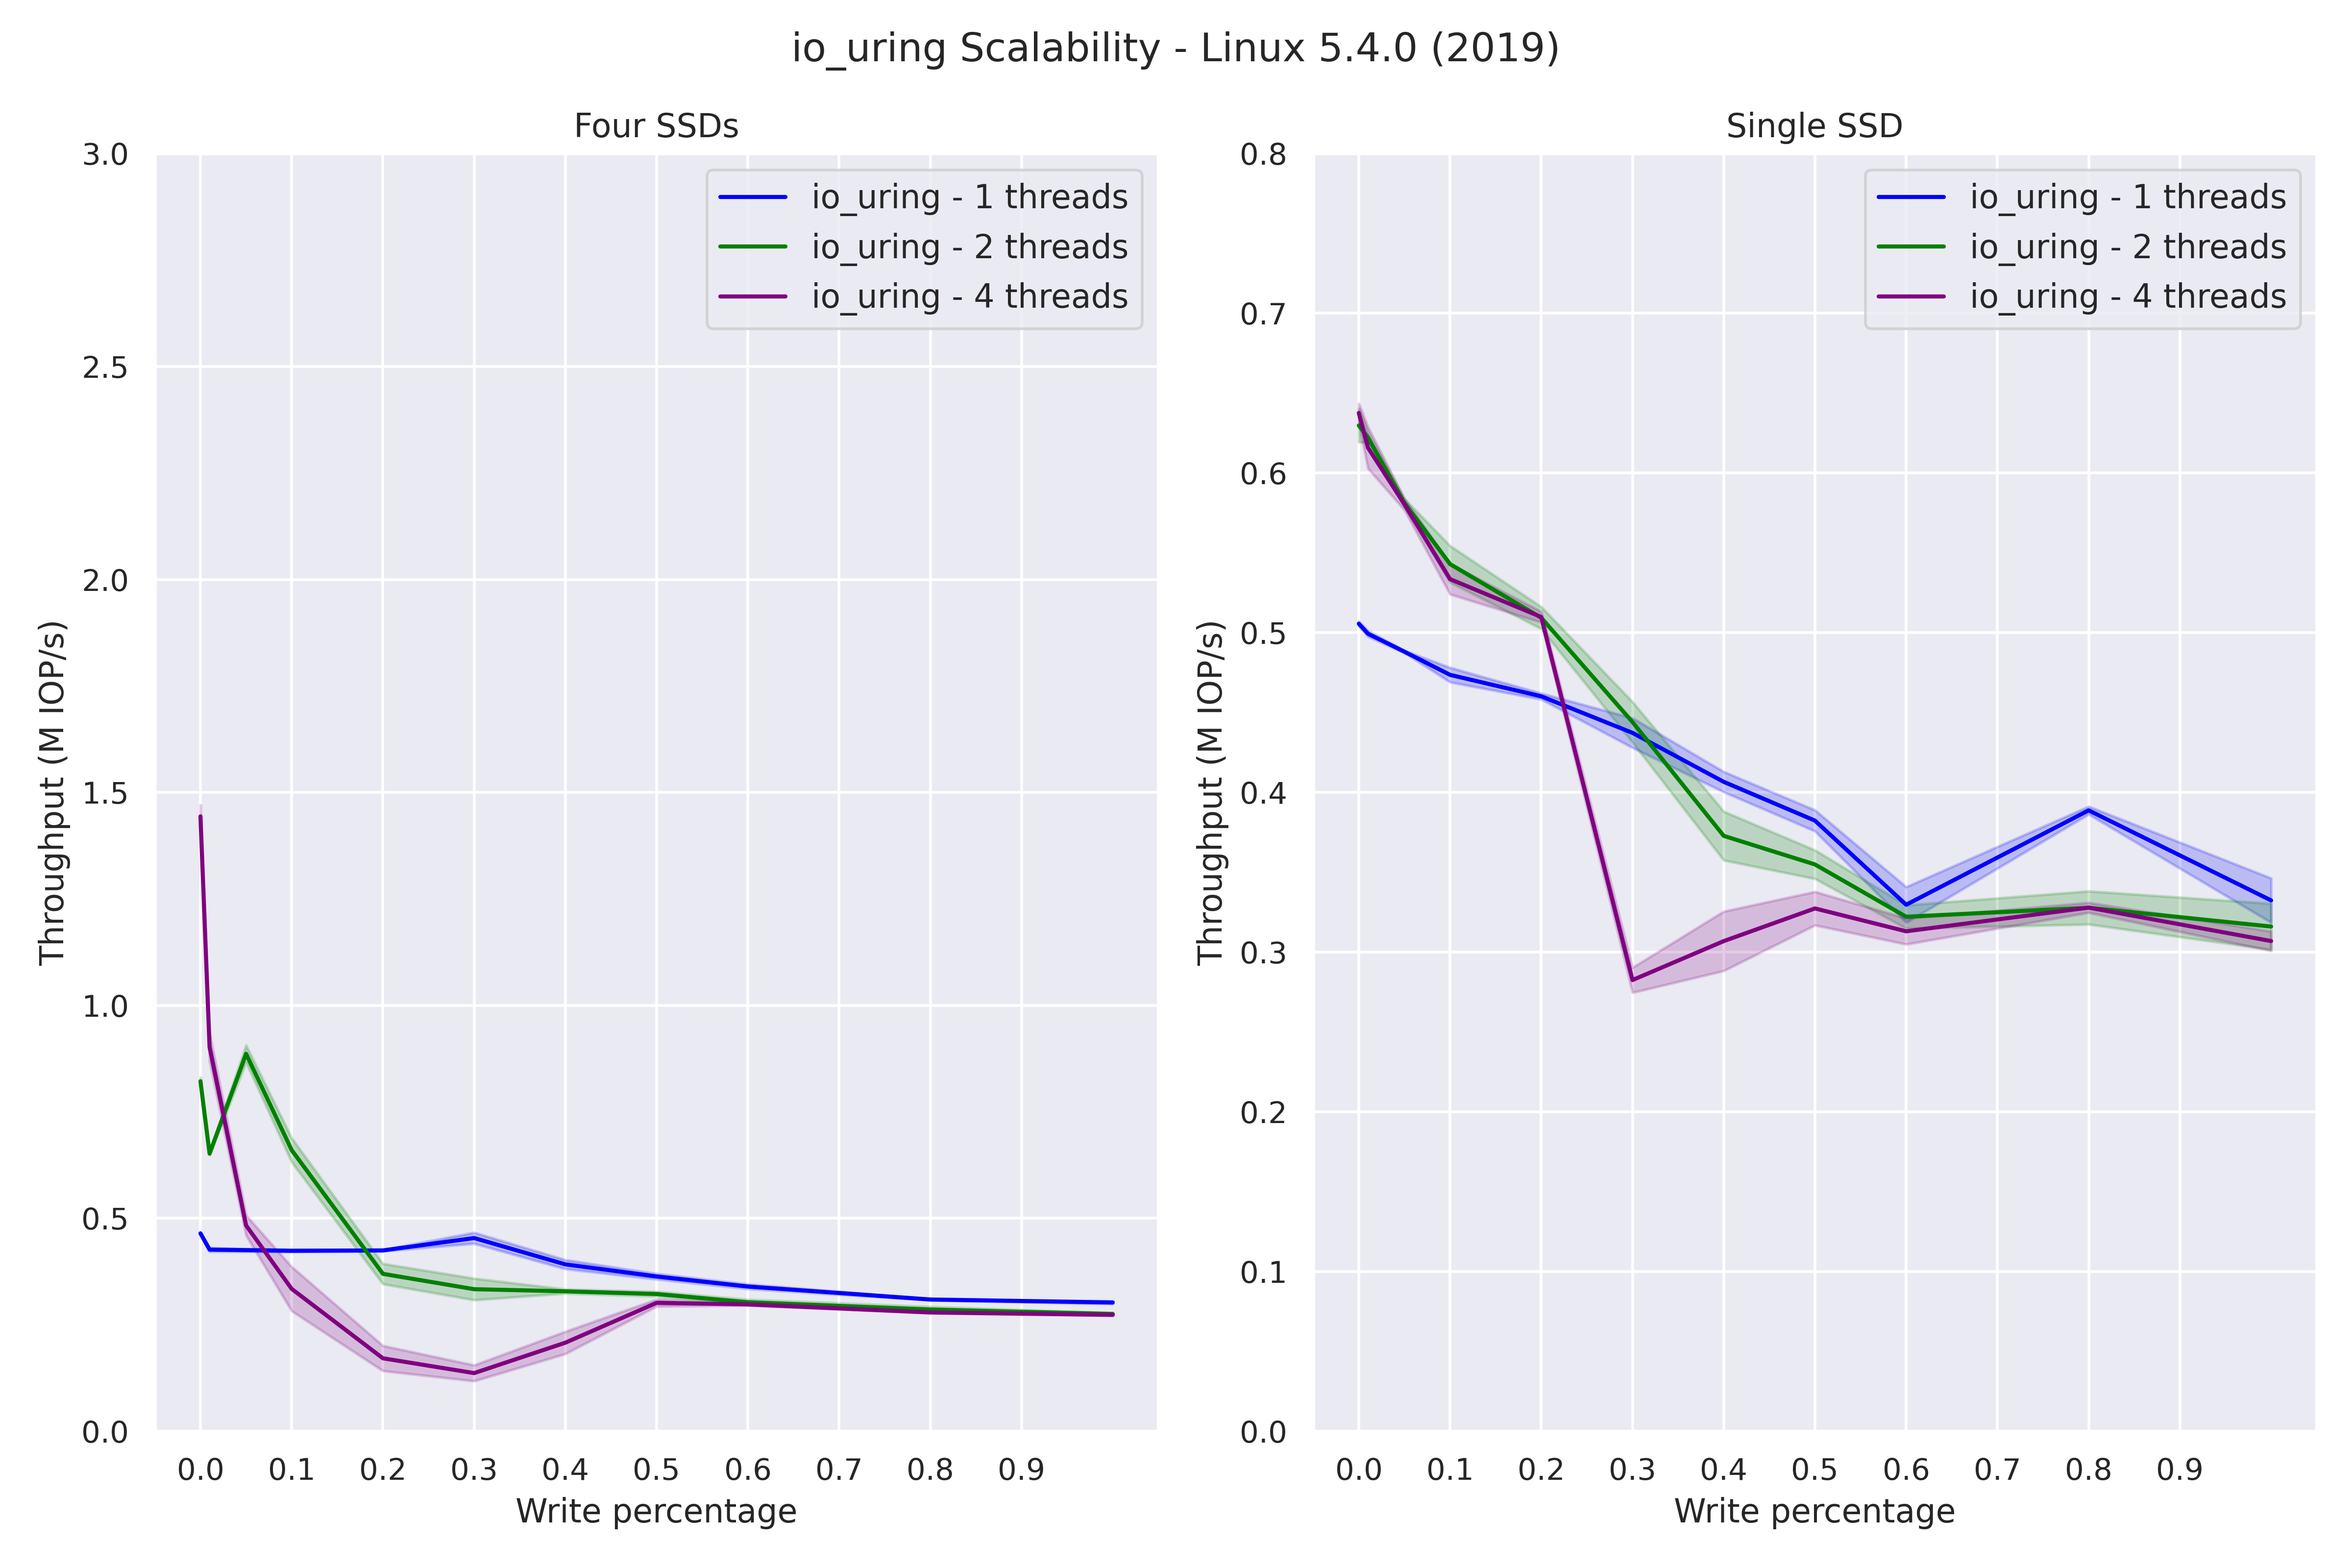 io_uring Scalability - Linux 5.4.0 (2019)
Four SSDs
3.0
2.5
2.0
1.5
1.0
0.5
0.0
Throughput (M IOP/s)
io_uring - 1 threads
io_uring - 2 threads
io_uring - 4 threads
0.0 0.1 0.2 0.3 0.4 0.5 0.6 0.7 0.8 0.9
Write percentage
Single SSD
0.8
0.7
0.6
0.5
0.4
0.3
0.2
0.1
0.0
Throughput (M IOP/s)
io_uring - 1 threads
io_uring - 2 threads
io_uring - 4 threads
0.0 0.1 0.2 0.3 0.4 0.5 0.6 0.7 0.8 0.9
Write percentage